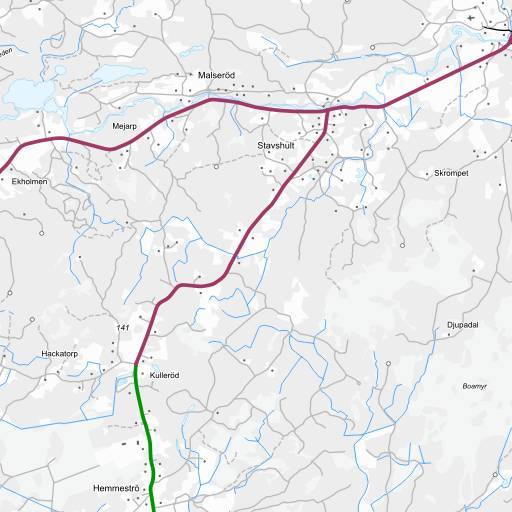 Malseröd
Mejarp
Stavshult
Skrompet
Ekholmen
141
Djupadal
Hackatorp
Kulleröd
Boamyr
Hemmeströ